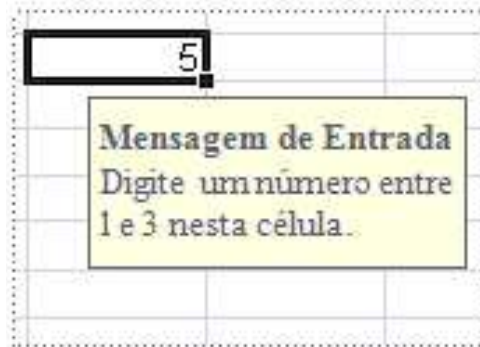 5
Mensagem de Entrada
Digite um número entre
1 e 3 nesta célula.